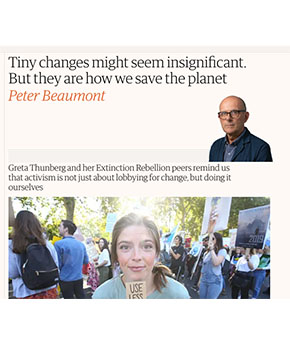 Tiny changes might seem insignificant.
But they are how we save the planet
Peter Beaumont
Greta Thunberg and her Extinction Rebellion peers remind us
that activism is not just about lobbying for change, but doing it
ourselves
USE
LESS
2019